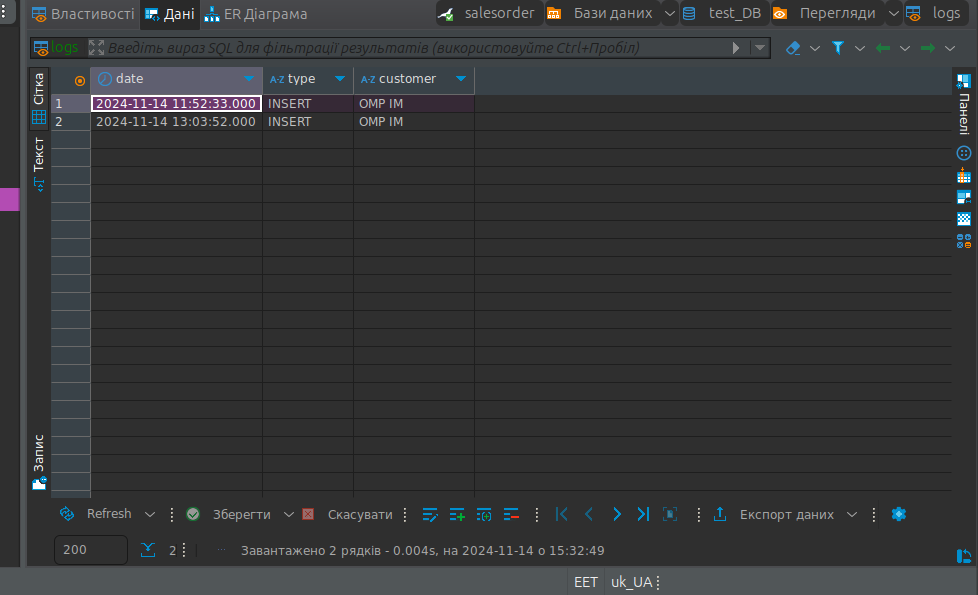 Властивості Дані ER Діаграма salesorder Бази даних test_DB Перегляди logs
logs Введіть вираз SQL для фільтрації результатів (використовуйте Ctrl+Пробіл)
Сітка
Текст
Запис
date type customer
1 2024-11-14 11:52:33.000 INSERT OMP IM
2 2024-11-14 13:03:52.000 INSERT OMP IM
Панелі
Refresh Зберегти Скасувати Експорт даних
200 2 Завантажено 2 рядків - 0.004s, на 2024-11-14 о 15:32:49
EET uk_UA